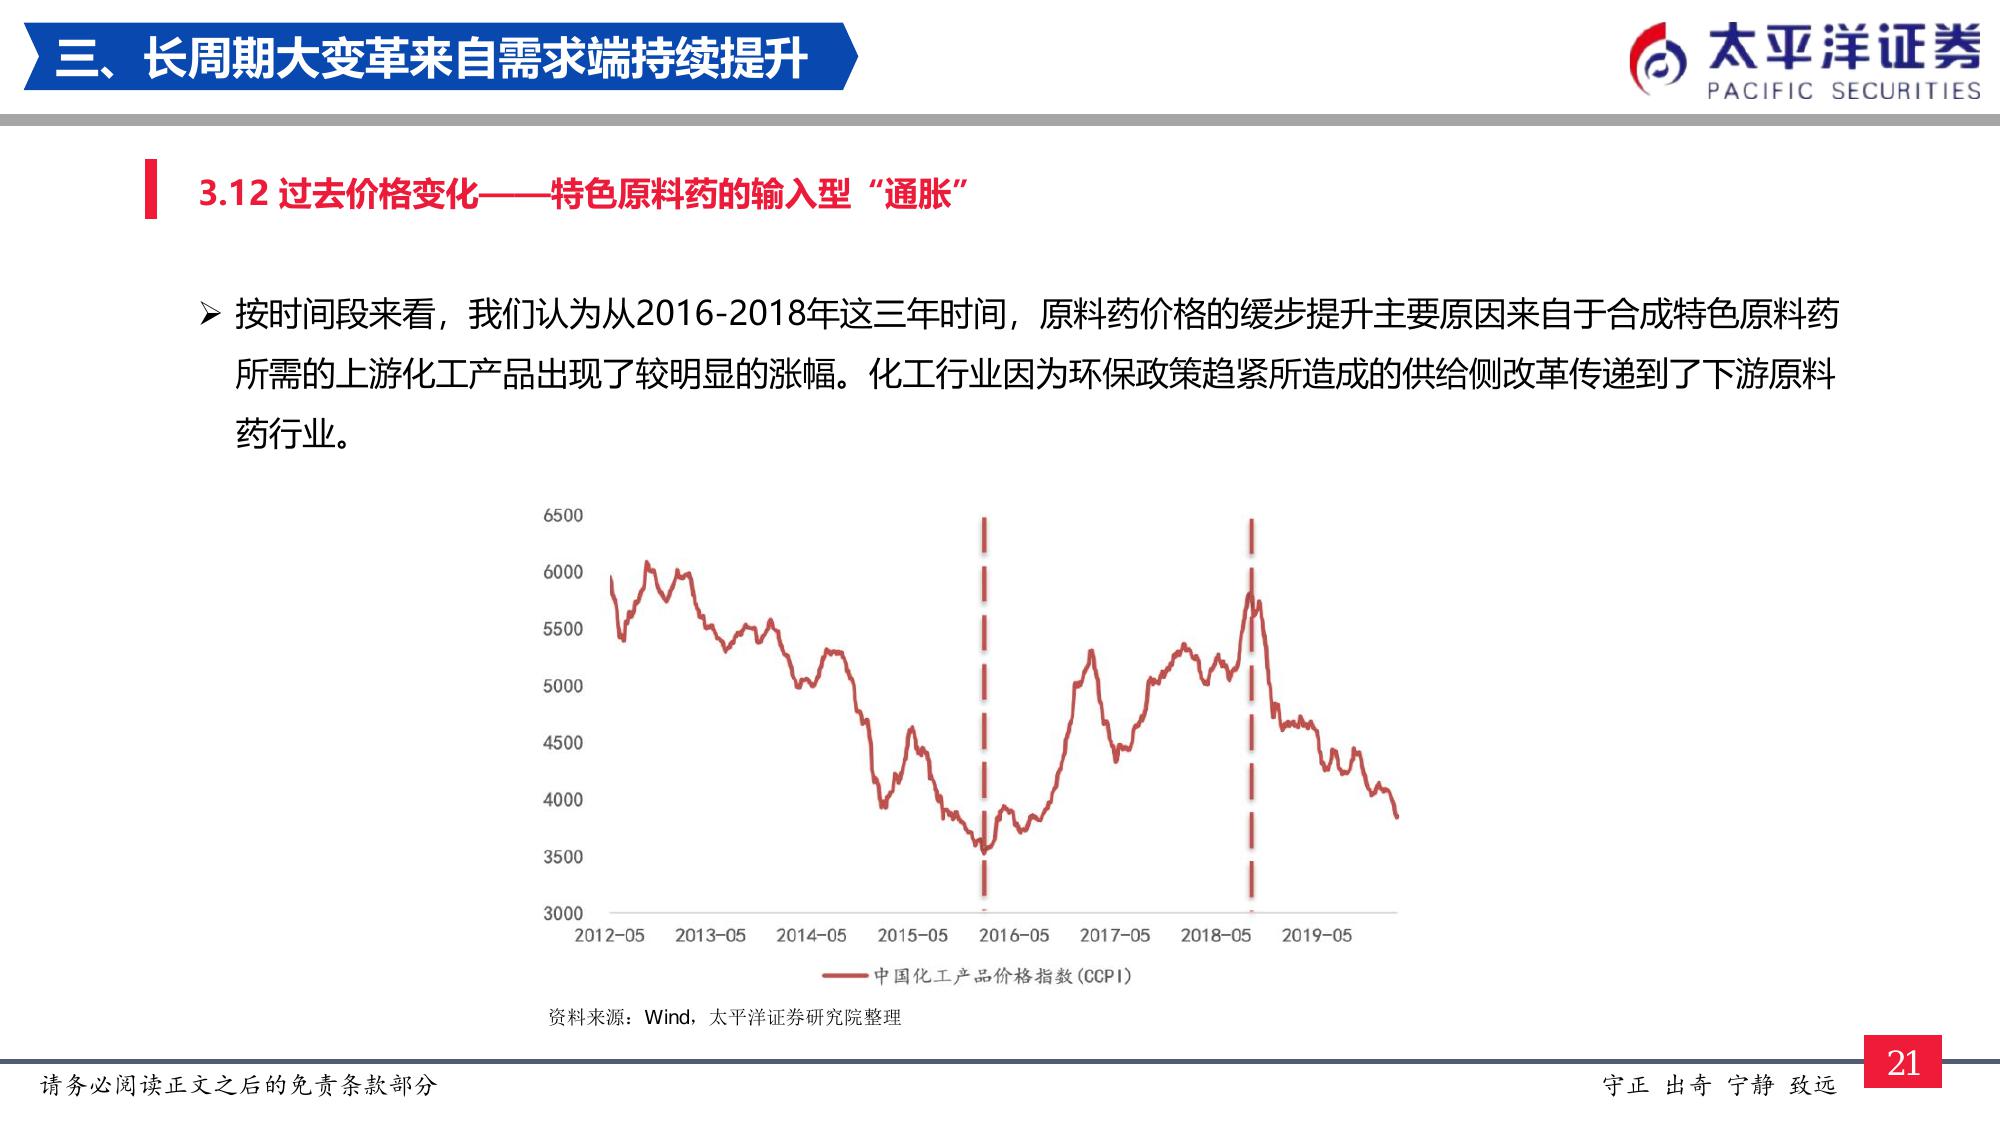 三、长周期大变革来自需求端持续提升
太平洋证券
PACIFIC SECURITIES
3.12 过去价格变化——特色原料药的输入型“通胀”
➢ 按时间段来看，我们认为从2016-2018年这三年时间，原料药价格的缓步提升主要原因来自于合成特色原料药
所需的上游化工产品出现了较明显的涨幅。化工行业因为环保政策趋紧所造成的供给侧改革传递到了下游原料
药行业。
6500
6000
5500
5000
4500
4000
3500
3000
2012-05 2013-05 2014-05 2015-05 2016-05 2017-05 2018-05 2019-05
中国化工产品价格指数(CCPI)
资料来源：Wind，太平洋证券研究院整理
请务必阅读正文之后的免责条款部分
守正 出奇 宁静 致远
21